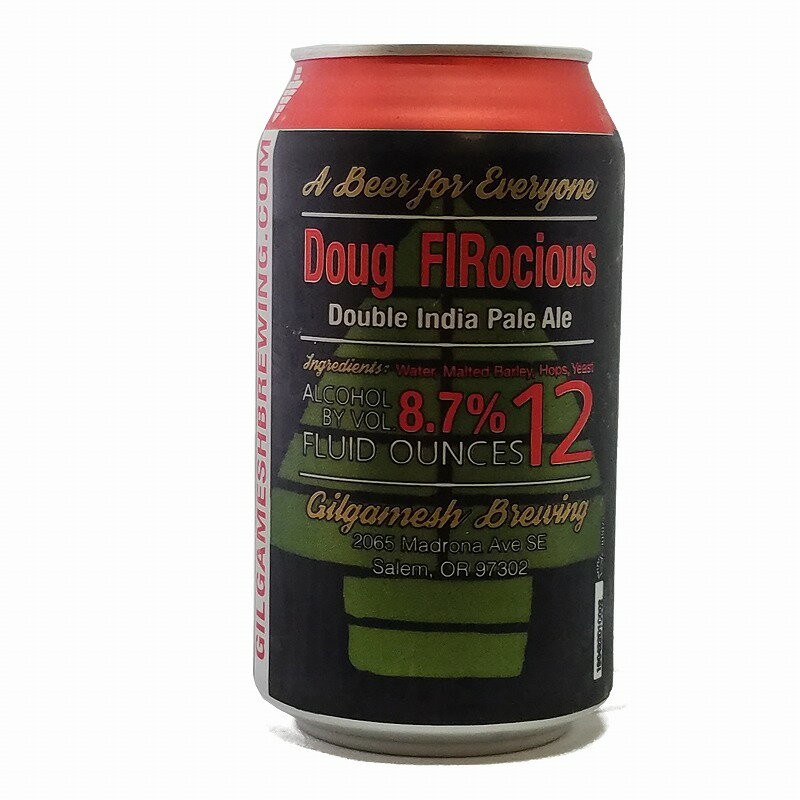 A Beer for Everyone
Doug FIRocious
Double India Pale Ale
Ingredients: Water, Malted Barley, Hops, Yeast
ALCOHOL
BY VOL. 8.7%
FLUID OUNCES 12
Gilgamesh Brewing
2065 Madrona Ave SE
Salem, OR 97302
GILGAMESHBREWING.COM